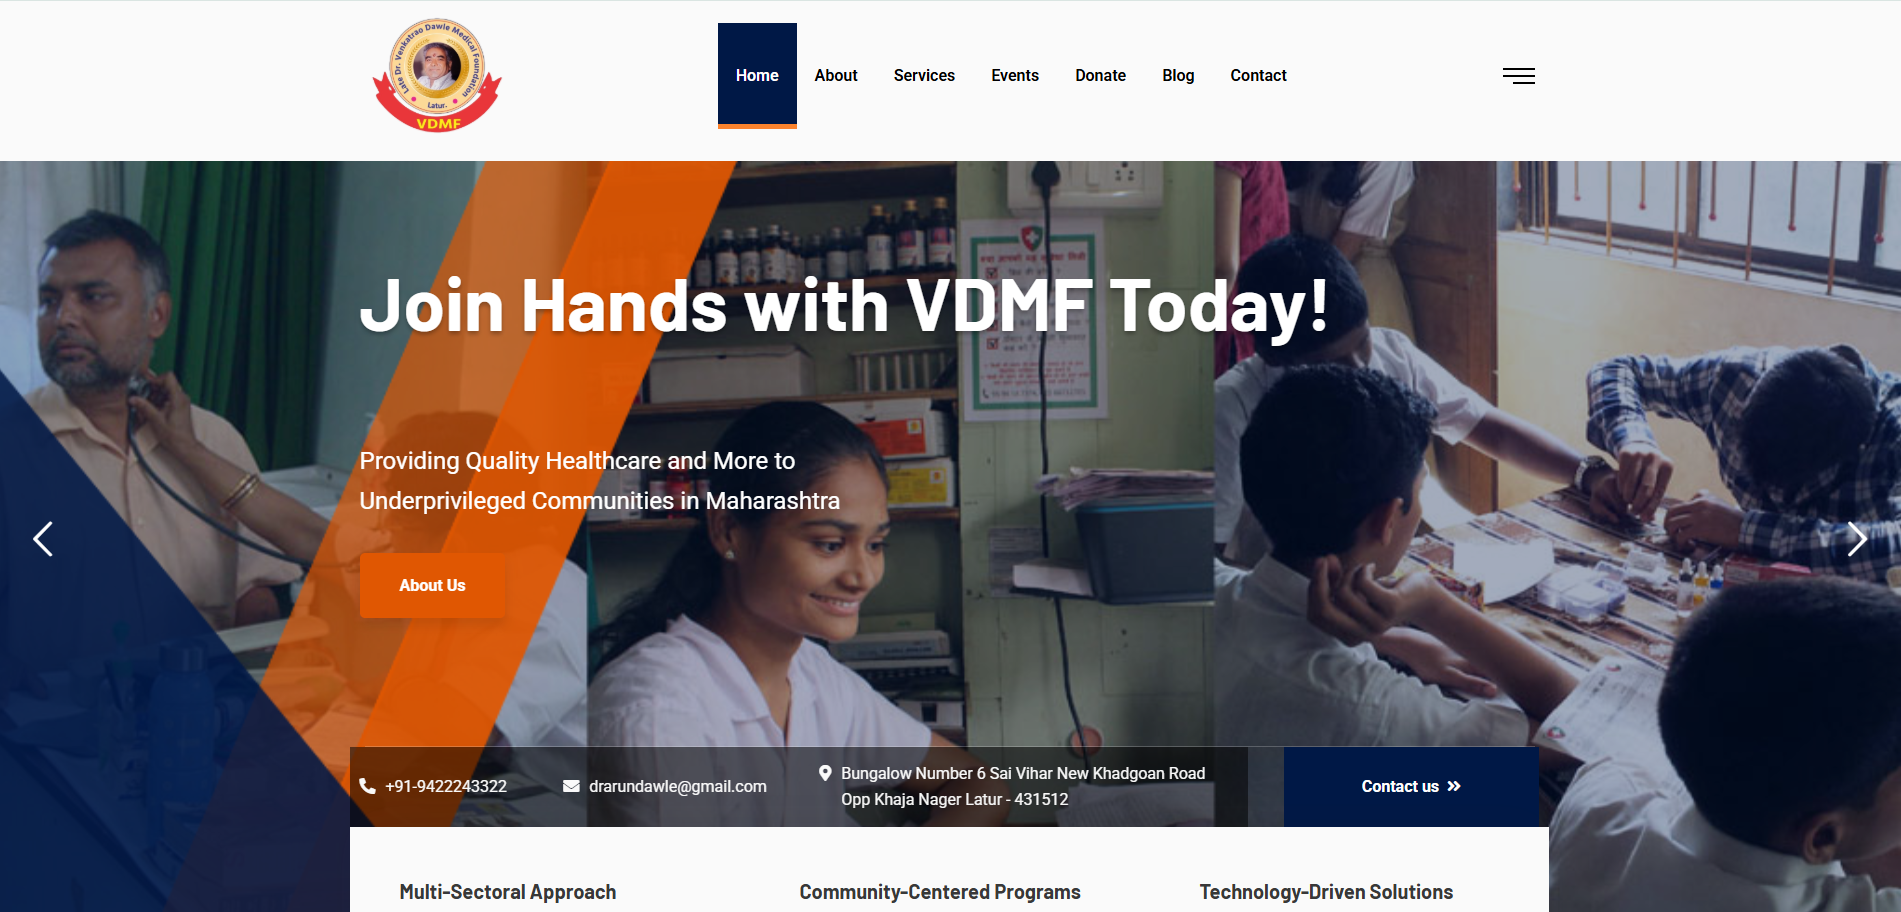 Late Dr. Venkatrao Dawle Medical Foundation
Latur.
VDMF
Home
About
Services
Events
Donate
Blog
Contact
Join Hands with VDMF Today!
Providing Quality Healthcare and More to
Underprivileged Communities in Maharashtra
About Us
+91-9422243322
drarundawle@gmail.com
Bungalow Number 6 Sai Vihar New Khadgoan Road
Opp Khaja Nager Latur - 431512
Contact us
Multi-Sectoral Approach
Community-Centered Programs
Technology-Driven Solutions